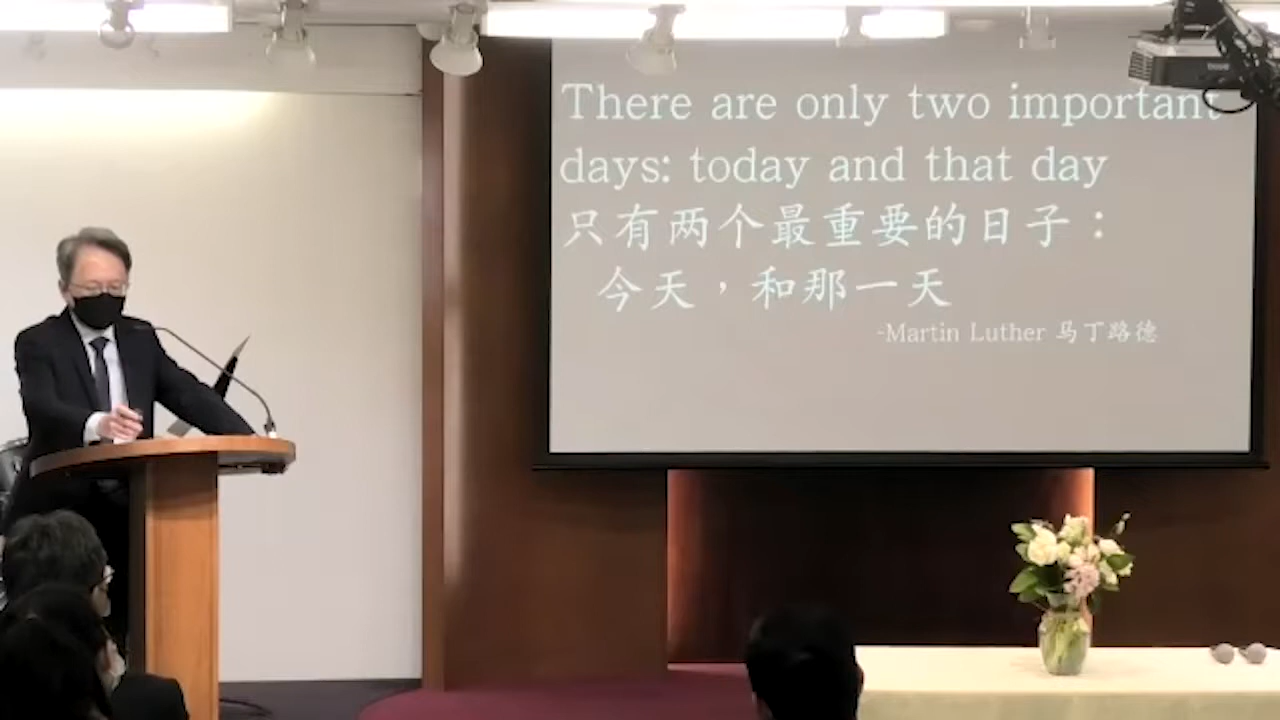 There are only two important
days: today and that day
只有两个最重要的日子：
今天，和那一天
-Martin Luther 马丁路德